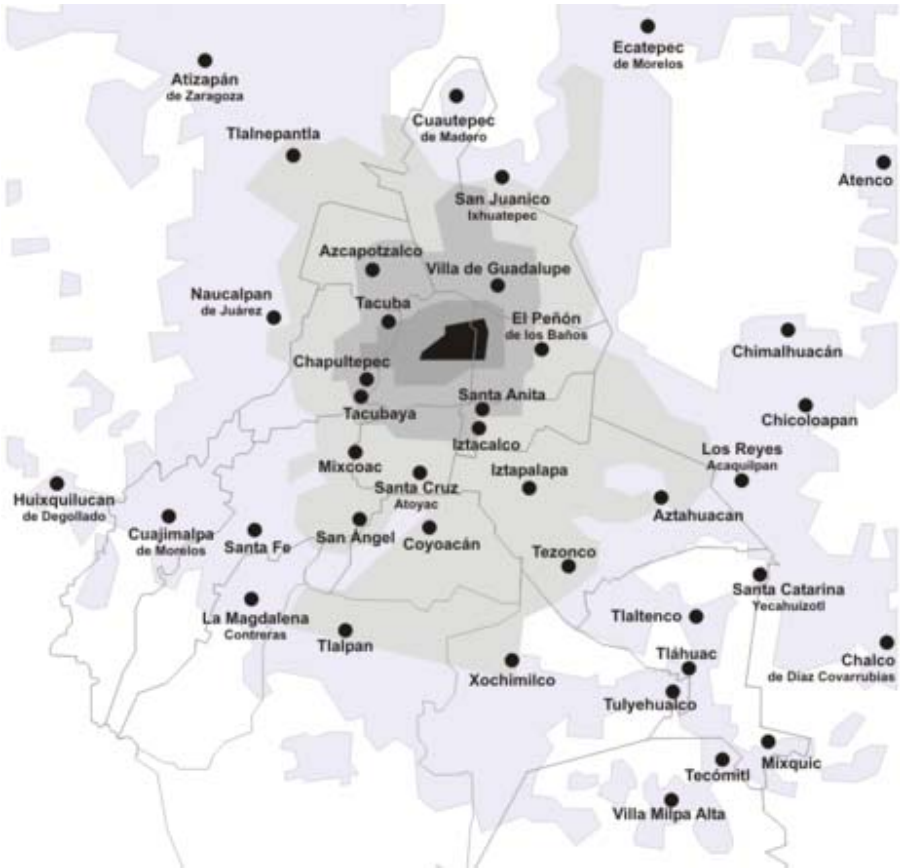 Ecatepec
de Morelos
Atizapán
de Zaragoza
Cuautepec
de Madero
Tlalnepantla
Atenco
San Juanico
Ixhuatepec
Azcapotzalco
Villa de Guadalupe
Naucalpan
de Juárez
Tacuba
El Peñón
de los Baños
Chimalhuacán
Chapultepec
Santa Anita
Tacubaya
Chicoloapan
Iztacalco
Los Reyes
Acaquilpan
Mixcoac
Iztapalapa
Santa Cruz
Atoyac
Huixquilucan
de Degollado
Aztahuacan
Cuajimalpa
de Morelos
Santa Fe
San Ángel
Coyoacán
Tezonco
Santa Catarina
Yecahuizotl
La Magdalena
Contreras
Tlaltenco
Tlalpan
Tláhuac
Chalco
de Díaz Covarrubias
Xochimilco
Tulyehualco
Mixquic
Tecómitl
Villa Milpa Alta